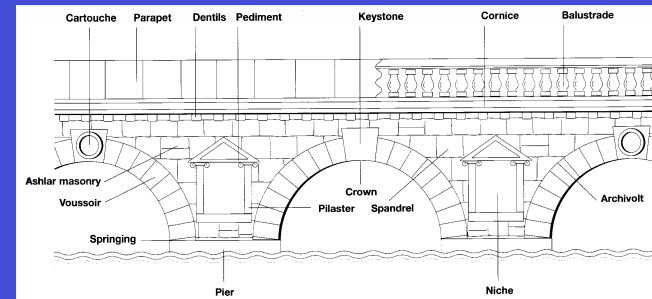 Cartouche Parapet Dentils Pediment Keystone Cornice Balustrade
Ashlar masonry
Voussoir
Crown
Pilaster Spandrel
Archivolt
Springing
Pier
Niche